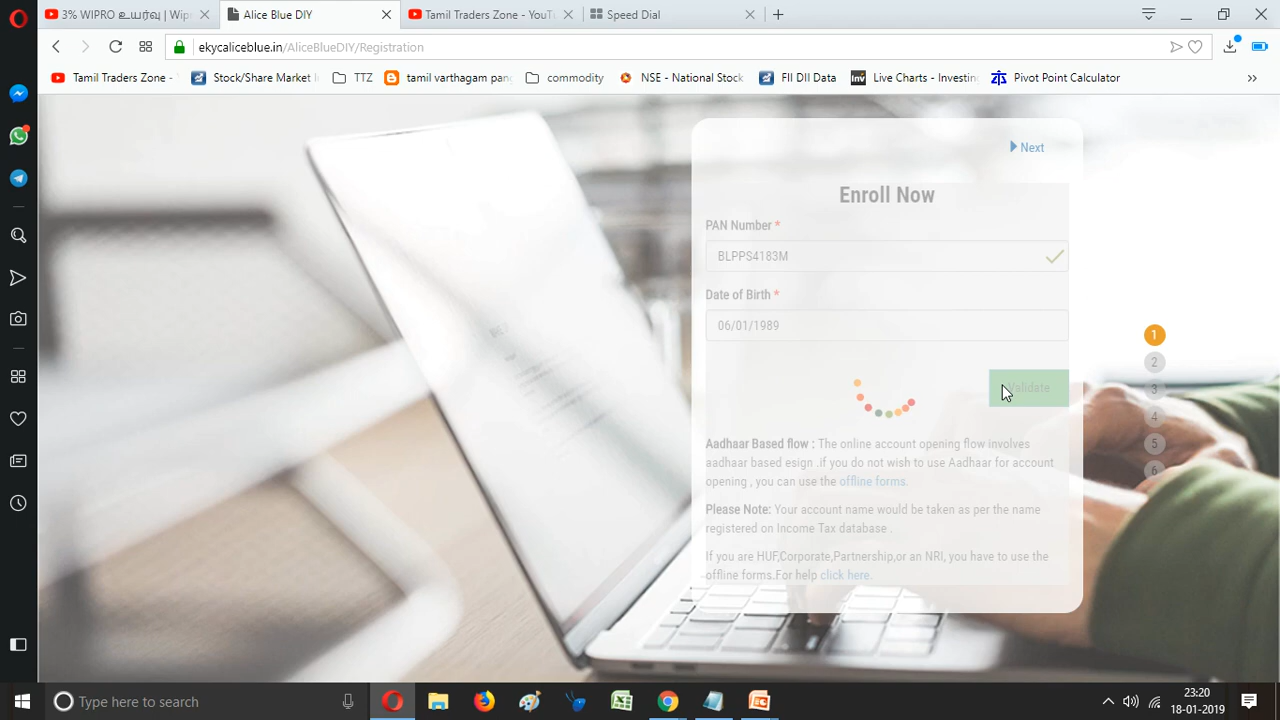 3% WIPRO உயர்வு | Wipr
Alice Blue DIY
Tamil Traders Zone - YouTu
Speed Dial
ekycaliceblue.in/AliceBlueDIY/Registration
Tamil Traders Zone -
Stock/Share Market I
TTZ
tamil varthagam pan
commodity
NSE - National Stock
FII DII Data
Inv
Live Charts - Investin
Pivot Point Calculator
Next
Enroll Now
PAN Number *
BLPPS4183M
Date of Birth *
06/01/1989
Validate
1
2
3
4
5
6
Aadhaar Based flow : The online account opening flow involves
aadhaar based esign .if you do not wish to use Aadhaar for account
opening , you can use the offline forms.
Please Note: Your account name would be taken as per the name
registered on Income Tax database .
If you are HUF,Corporate,Partnership,or an NRI, you have to use the
offline forms.For help click here.
Type here to search
23:20
18-01-2019